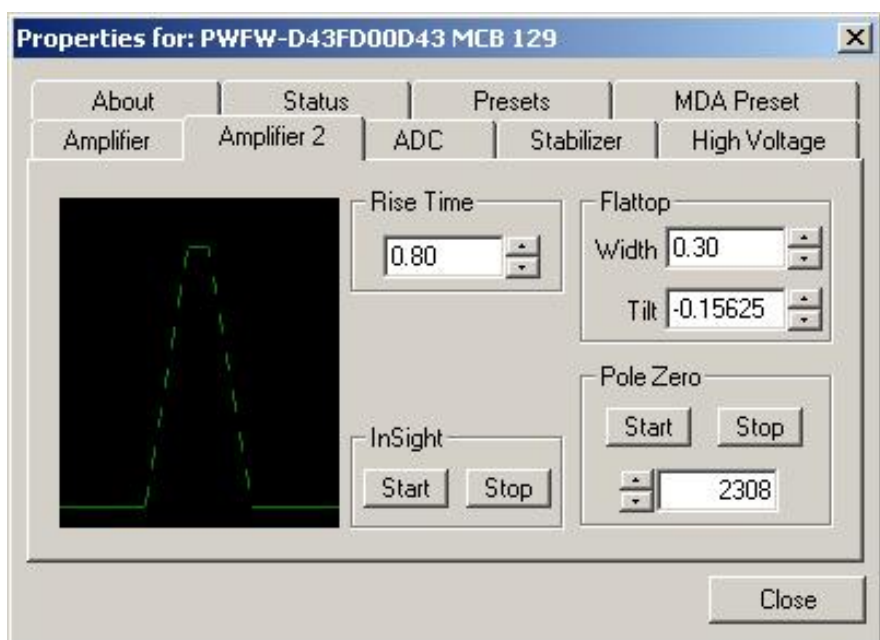 Properties for: PWFW-D43FD00D43 MCB 129
About Status Presets MDA Preset
Amplifier Amplifier 2 ADC Stabilizer High Voltage
Rise Time
0.80
Flattop
Width 0.30
Tilt -0.15625
InSight
Start Stop
Pole Zero
Start Stop
2308
Close